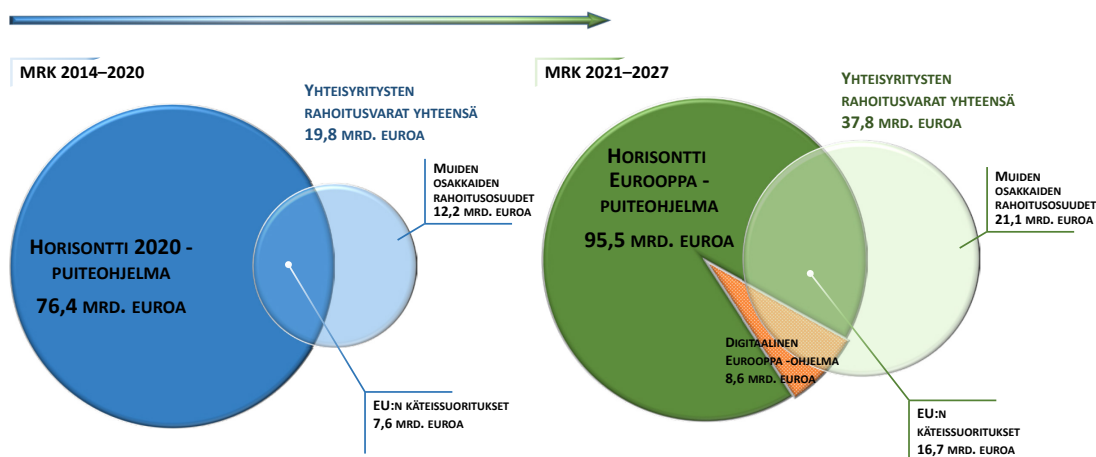 MRK 2014–2020
YHTEISYRITYSTEN
RAHOITUSVARAT YHTEENSÄ
19,8 MRD. EUROA
MUIDEN
OSAKKAIDEN
RAHOITUSOSUUDET
12,2 MRD. EUROA
HORISONTTI 2020 -
PUITEOHJELMA
76,4 MRD. EUROA
EU:N KÄTEISSUORITUKSET
7,6 MRD. EUROA
MRK 2021–2027
YHTEISYRITYSTEN
RAHOITUSVARAT YHTEENSÄ
37,8 MRD. EUROA
HORISONTTI
EUROOPPA -
PUITEOHJELMA
95,5 MRD. EUROA
MUIDEN
OSAKKAIDEN
RAHOITUSOSUUDET
21,1 MRD. EUROA
DIGITAALINEN
EUROOPPA -OHJELMA
8,6 MRD. EUROA
EU:N
KÄTEISSUORITUKSET
16,7 MRD. EUROA